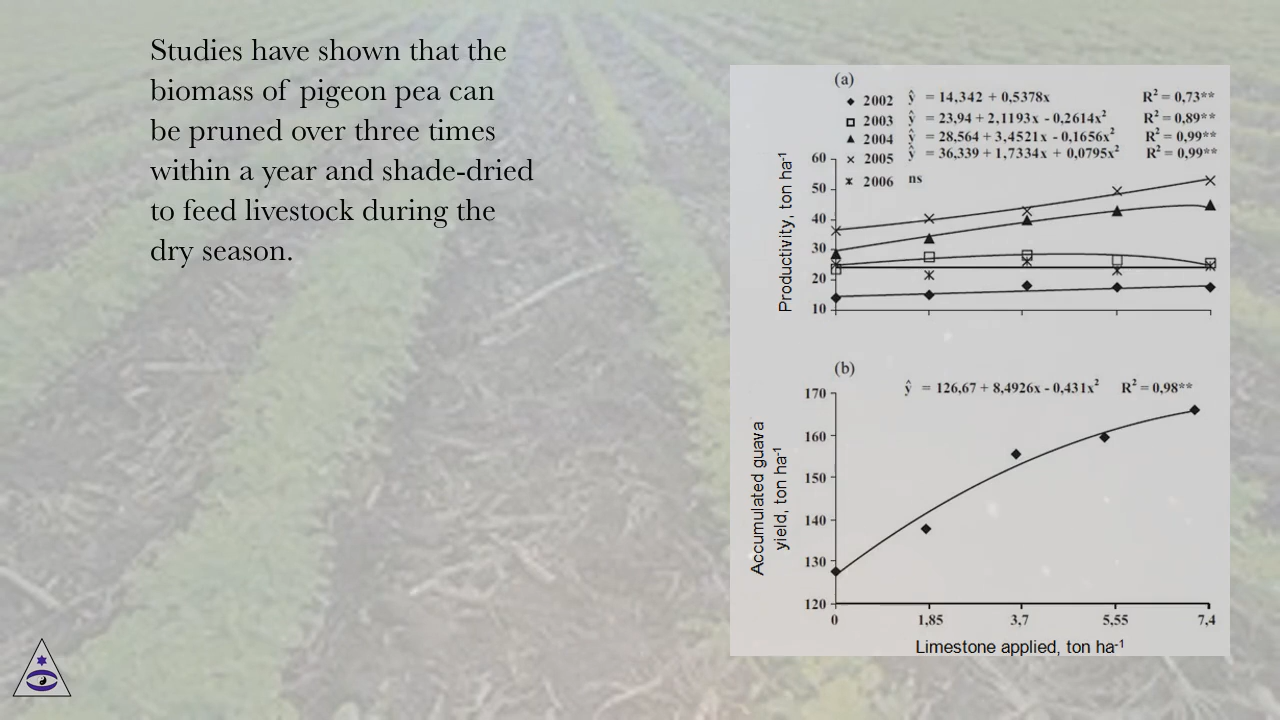 Studies have shown that the
biomass of pigeon pea can
be pruned over three times
within a year and shade-dried
to feed livestock during the
dry season.
(a)
2002 ŷ = 14,342 + 0,5378x R² = 0,73**
2003 ŷ = 23,94 + 2,1193x - 0,2614x² R² = 0,89**
2004 ŷ = 28,564 + 3,4521x - 0,1656x² R² = 0,99**
2005 ŷ = 36,339 + 1,7334x + 0,0795x² R² = 0,99**
2006 ns
Productivity, ton ha⁻¹
60
50
40
30
20
10
(b)
ŷ = 126,67 + 8,4926x - 0,431x² R² = 0,98**
Accumulated guava
yield, ton ha⁻¹
170
160
150
140
130
120
0 1,85 3,7 5,55 7,4
Limestone applied, ton ha⁻¹